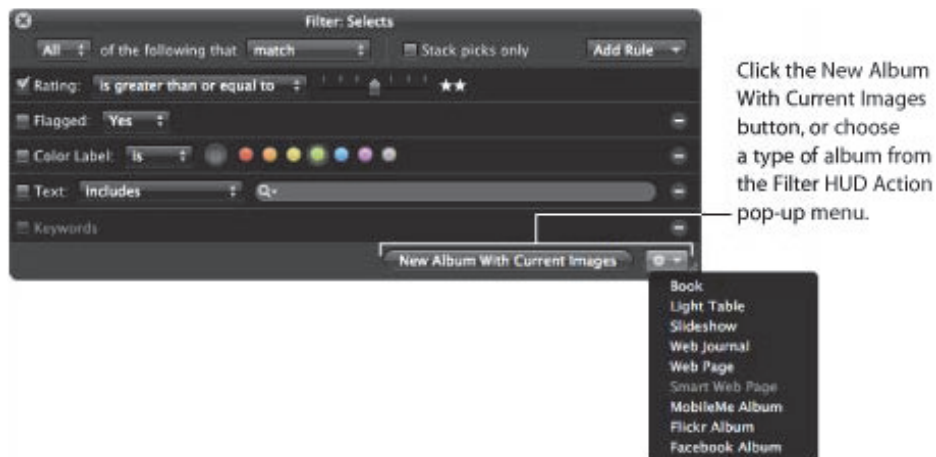 Filter: Selects
All of the following that match Stack picks only Add Rule
Rating: is greater than or equal to ★★
Flagged: Yes
Color Label: is
Text: includes
Keywords
New Album With Current Images
Book
Light Table
Slideshow
Web Journal
Web Page
Smart Web Page
MobileMe Album
Flickr Album
Facebook Album
Click the New Album
With Current Images
button, or choose
a type of album from
the Filter HUD Action
pop-up menu.